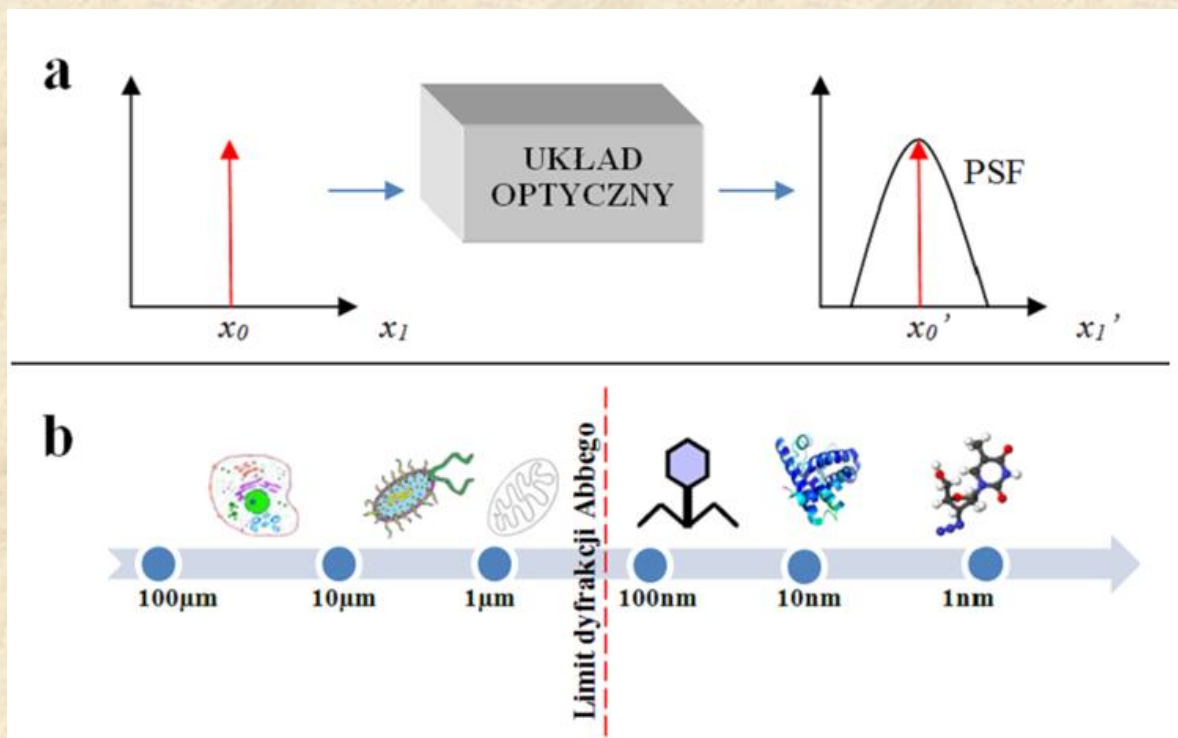 a
UKŁAD
OPTYCZNY
PSF
x₀
x₁
x₀’
x₁’
b
Limit dyfrakcji Abbego
100μm
10μm
1μm
100nm
10nm
1nm